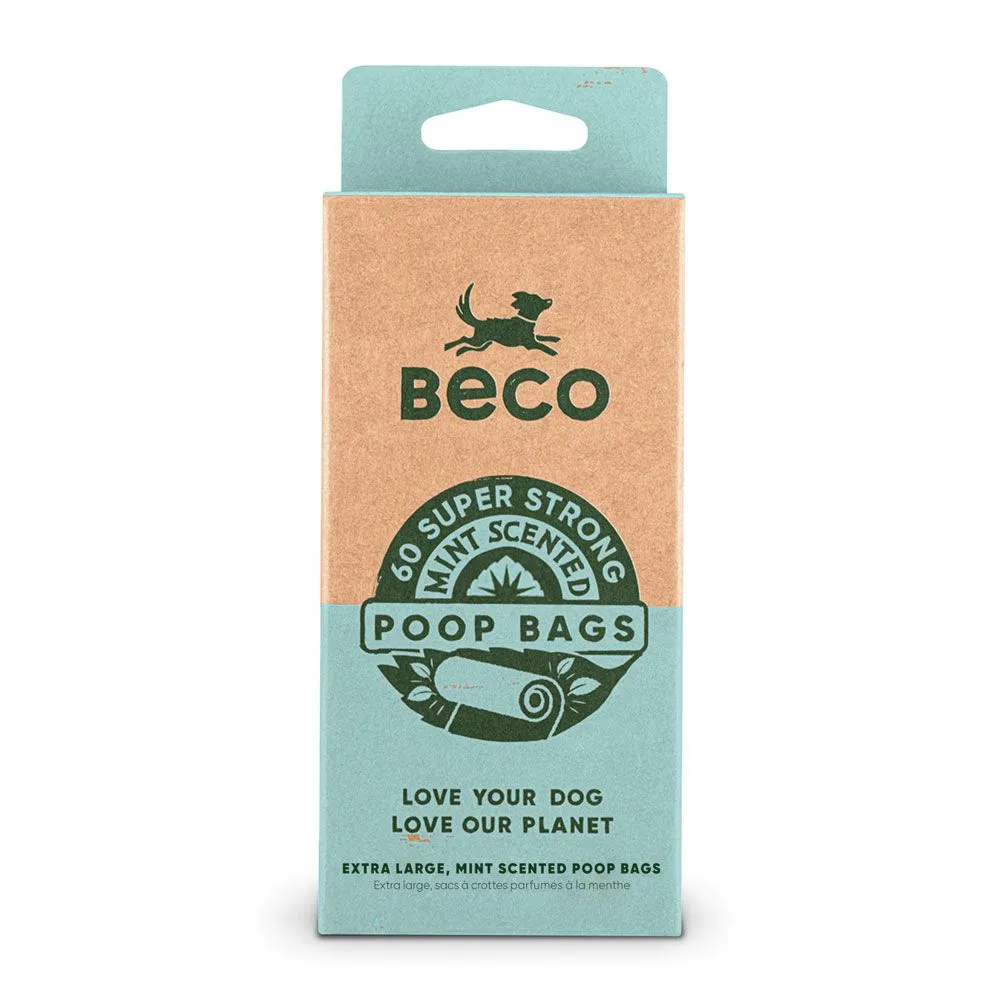 Beco
60 SUPER STRONG
MINT SCENTED
POOP BAGS
LOVE YOUR DOG
LOVE OUR PLANET
EXTRA LARGE, MINT SCENTED POOP BAGS
Extra large, sacs à crottes parfumés à la menthe